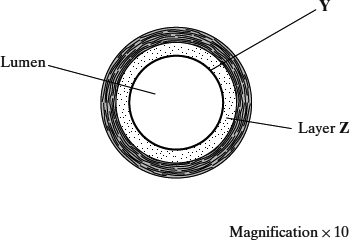 Y
Lumen
Layer Z
Magnification × 10